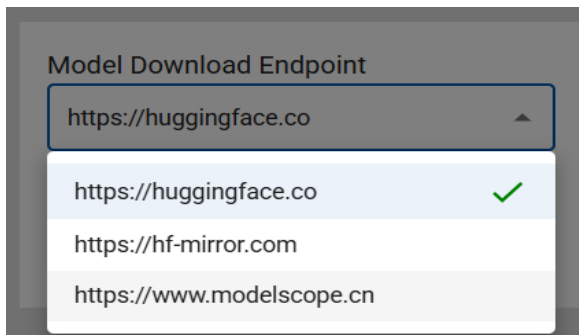 Model Download Endpoint
https://huggingface.co
https://huggingface.co
https://hf-mirror.com
https://www.modelscope.cn